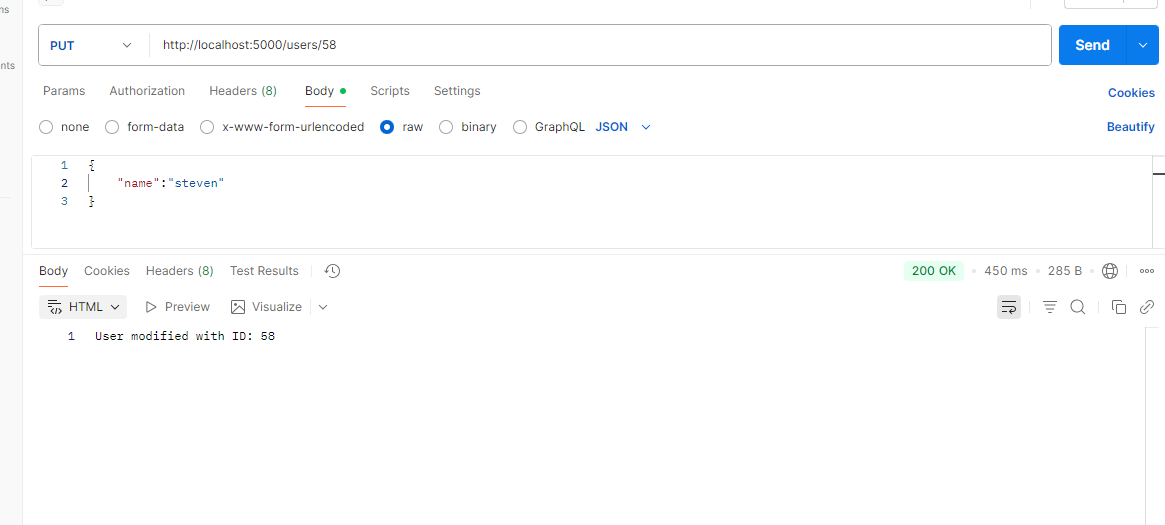 ns
nts
PUT http://localhost:5000/users/58 Send
Params Authorization Headers (8) Body Scripts Settings Cookies
none form-data x-www-form-urlencoded raw binary GraphQL JSON Beautify
1 {
2 "name":"steven"
3 }
Body Cookies Headers (8) Test Results 200 OK 450 ms 285 B
HTML Preview Visualize
1 User modified with ID: 58